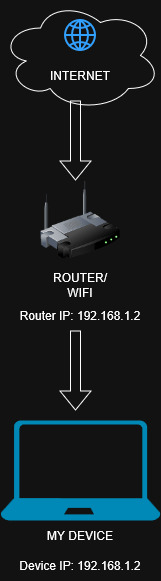 INTERNET
ROUTER/
WIFI
Router IP: 192.168.1.2
MY DEVICE
Device IP: 192.168.1.2